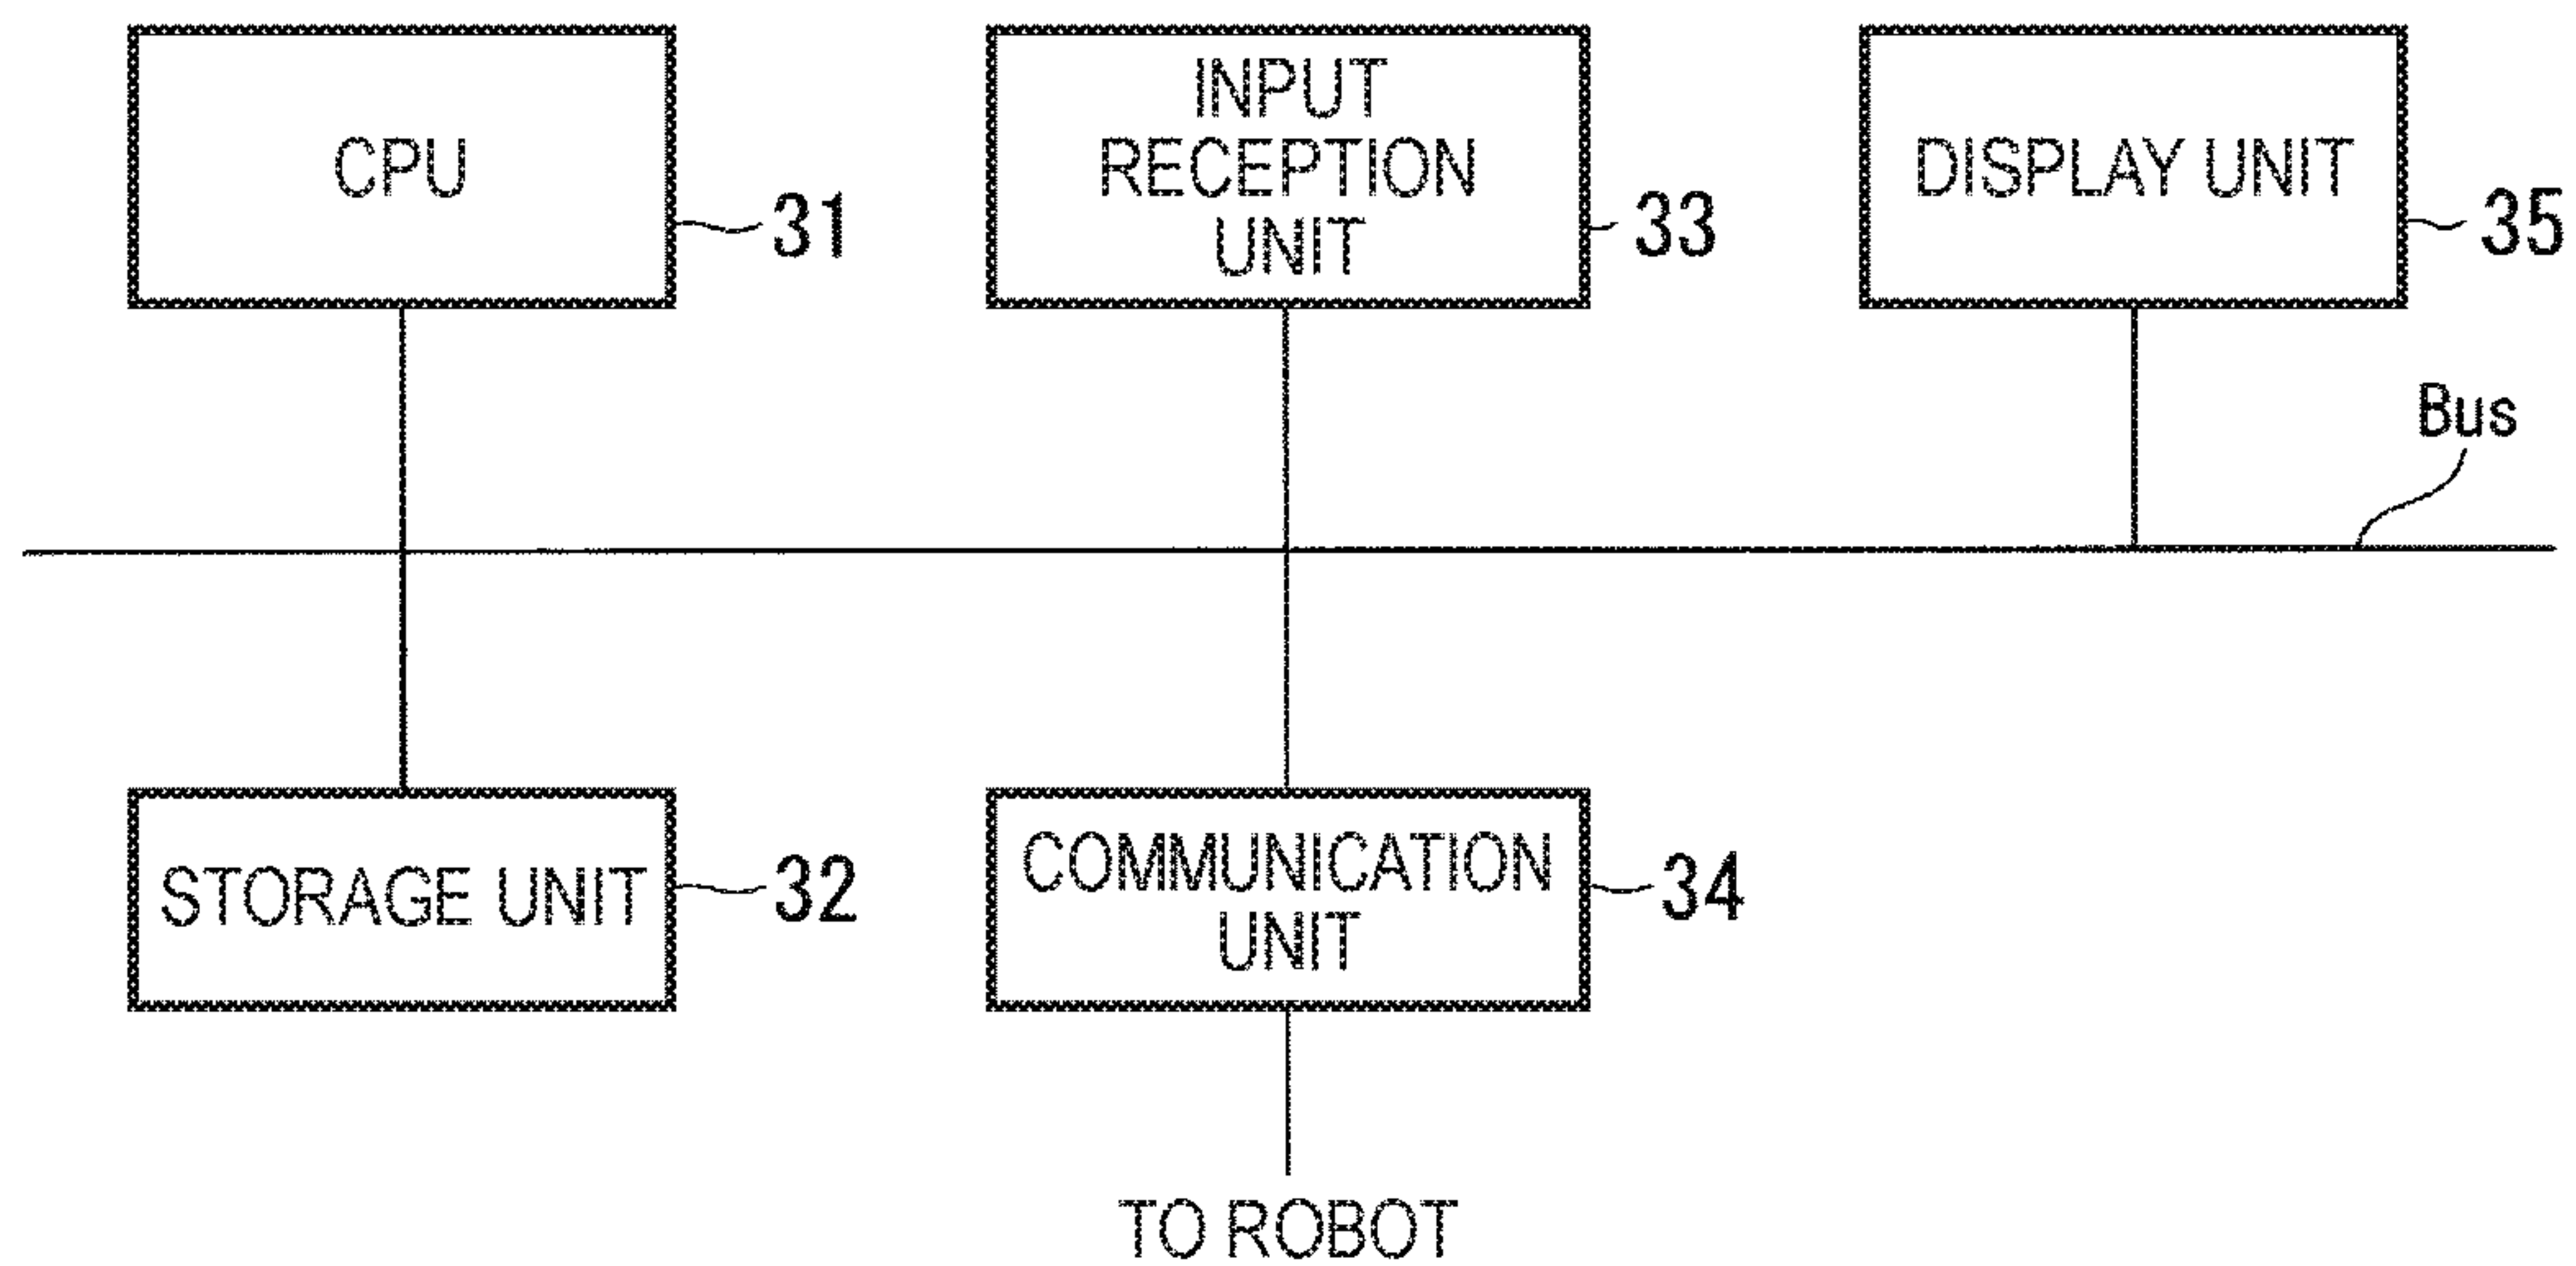 CPU
31
INPUT
RECEPTION
UNIT
33
DISPLAY UNIT
35
Bus
STORAGE UNIT
32
COMMUNICATION
UNIT
34
TO ROBOT